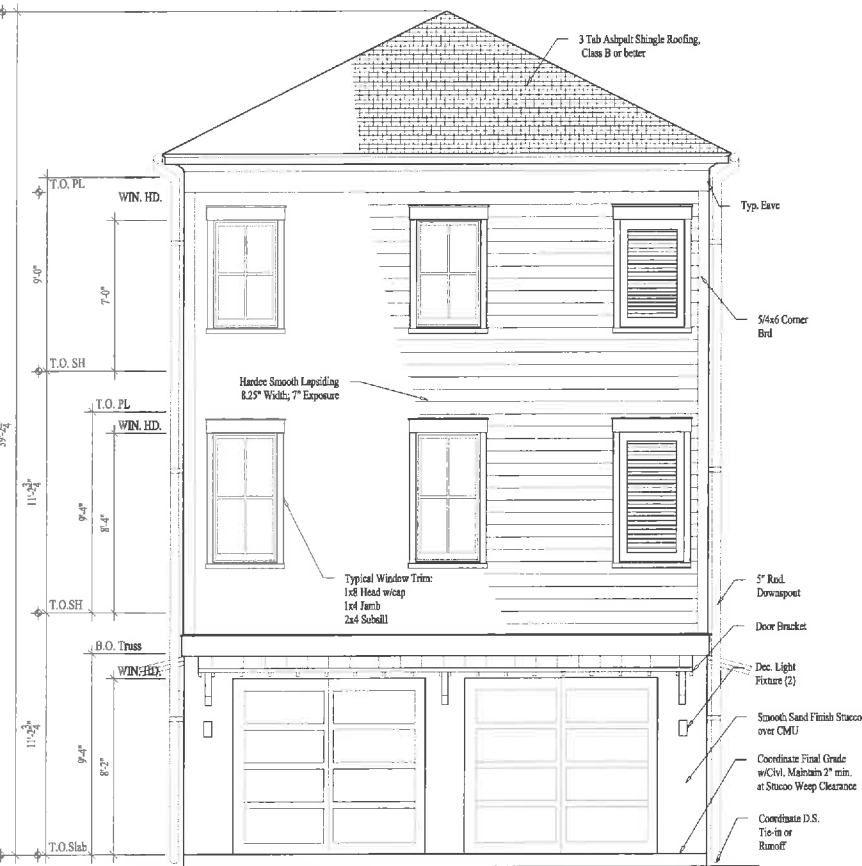 3 Tab Ashpalt Shingle Roofing,
Class B or better
T.O. PL
WIN. HD.
Typ. Eave
9'-0"
7'-0"
5/4x6 Corner
Brd
T.O. SH
Hardee Smooth Lapsiding
8.25" Width; 7" Exposure
T.O. PL
WIN. HD.
11'-2¾"
9'-4"
8'-4"
Typical Window Trim:
1x8 Head w/cap
1x4 Jamb
2x4 Subsill
5" Rnd.
Downspout
T.O.SH
Door Bracket
B.O. Truss
WIN. HD.
Dec. Light
Fixture (2)
11'-2¾"
9'-4"
8'-2"
Smooth Sand Finish Stucco
over CMU
Coordinate Final Grade
w/Civl, Maintain 2" min.
at Stucco Weep Clearance
Coordinate D.S.
Tie-in or
Runoff
T.O.Slab